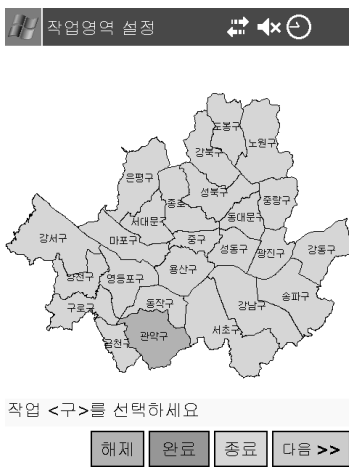 작업영역 설정
도봉구
노원구
강북구
은평구
성북구
종로
중랑구
서대문구
동대문구
강서구
마포구
중구
성동구
광진구
강동구
용산구
양천구
영등포구
송파구
강남구
동작구
구로구
서초구
관악구
금천구
작업 <구>를 선택하세요
해제 완료 종료 다음 >>